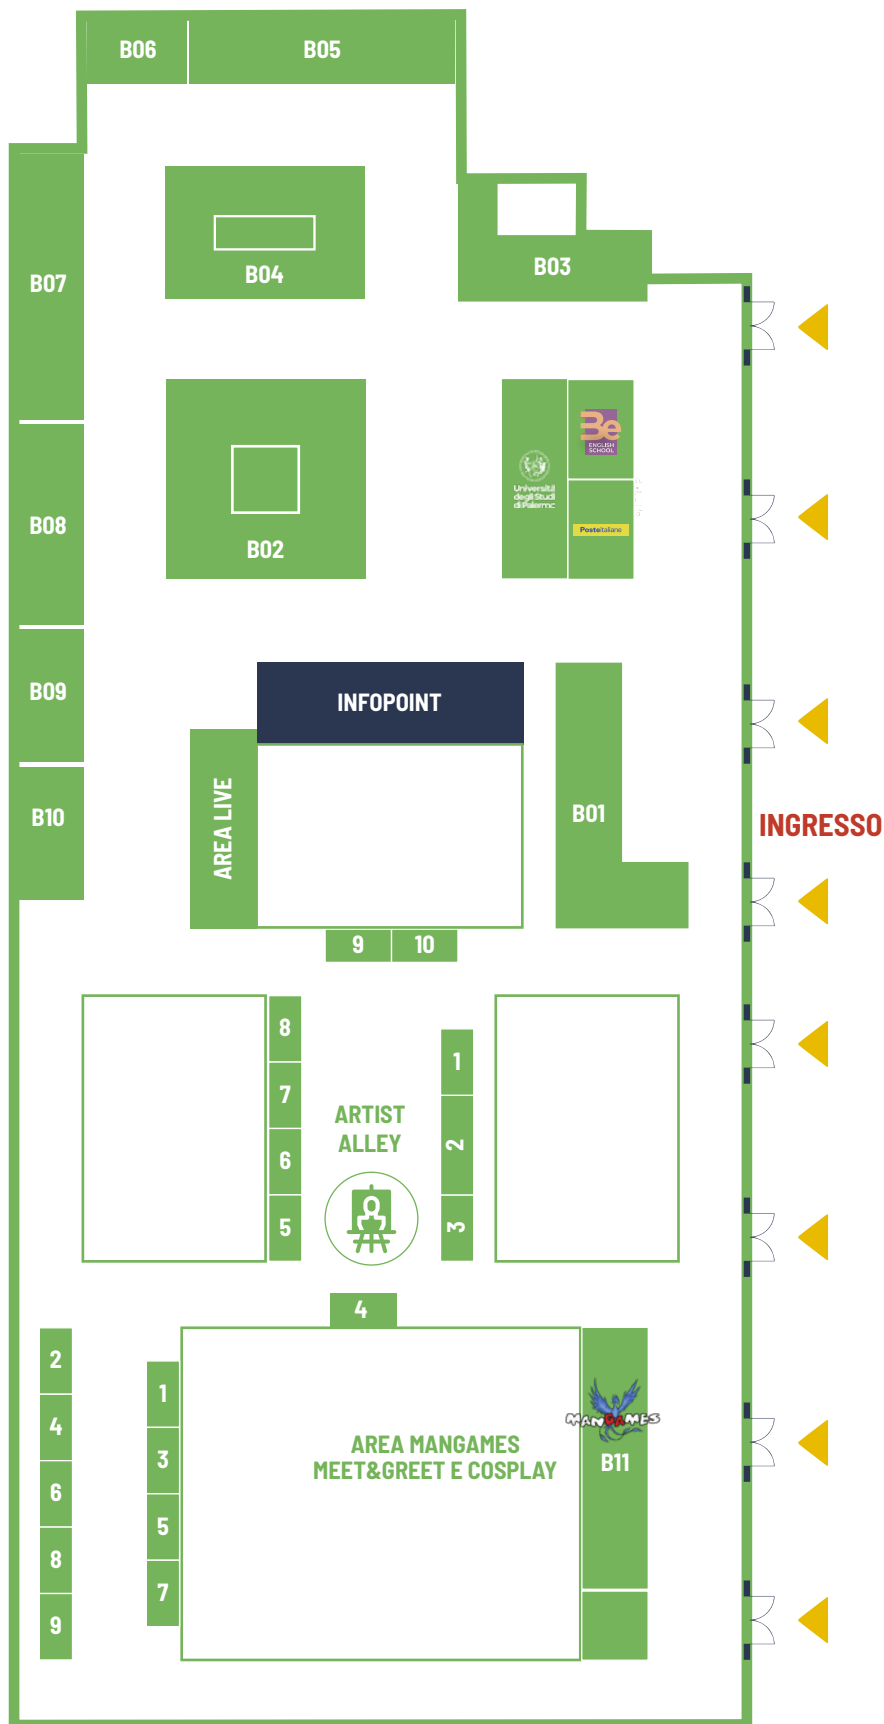 B06
B05
B07
B04
B03
Be
ENGLISH
SCHOOL
Università
degli Studi
di Palermo
Posteitaliane
B08
B02
B09
INFOPOINT
B10
AREA LIVE
B01
INGRESSO
9
10
8
7
6
5
1
2
3
ARTIST
ALLEY
4
2
4
6
8
9
1
3
5
7
AREA MANGAMES
MEET&GREET E COSPLAY
MANGAMES
B11